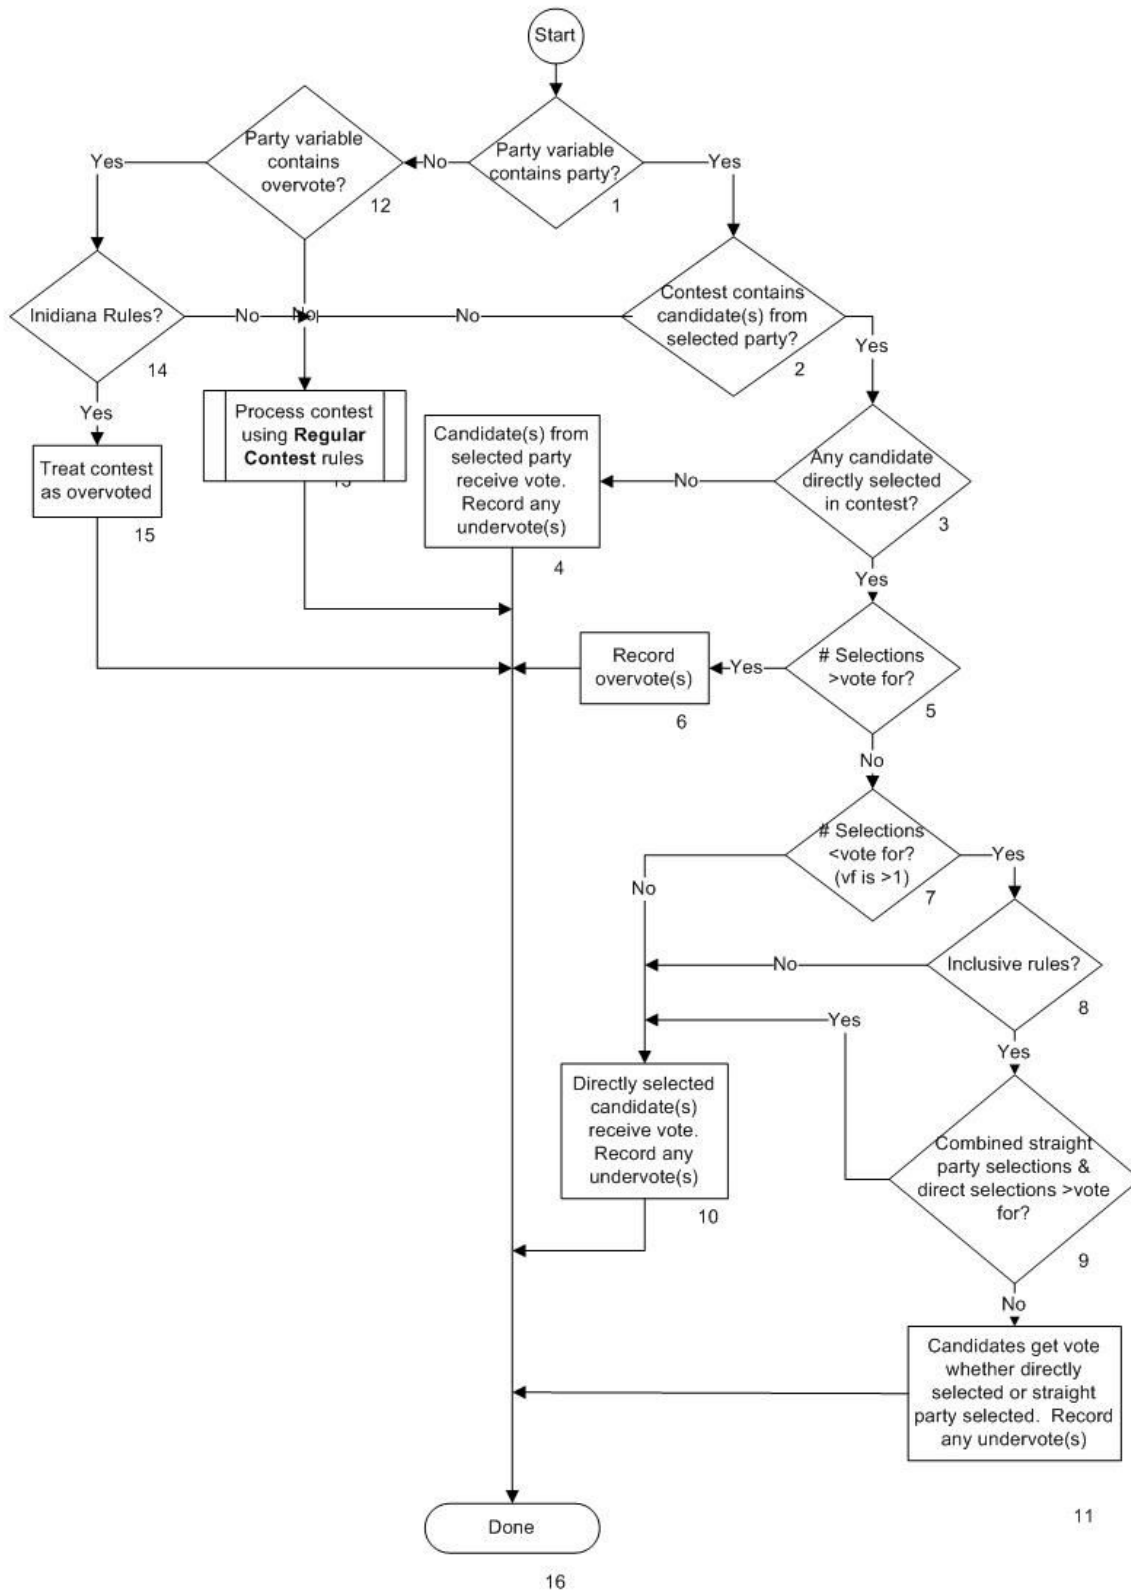 Start
Party variable
contains
overvote?
12
Yes
No
Party variable
contains party?
1
Yes
Inidiana Rules?
14
No
No
No
Contest contains
candidate(s) from
selected party?
2
Yes
Yes
Process contest
using Regular
Contest rules
Candidate(s) from
selected party
receive vote.
Record any
undervote(s)
4
No
Any candidate
directly selected
in contest?
3
Treat contest
as overvoted
15
Yes
Record
overvote(s)
6
Yes
# Selections
>vote for?
5
No
# Selections
<vote for?
(vf is >1)
7
No
Yes
No
Inclusive rules?
8
Yes
Yes
Directly selected
candidate(s)
receive vote.
Record any
undervote(s)
10
Combined straight
party selections &
direct selections >vote
for?
9
No
Candidates get vote
whether directly
selected or straight
party selected. Record
any undervote(s)
11
Done
16